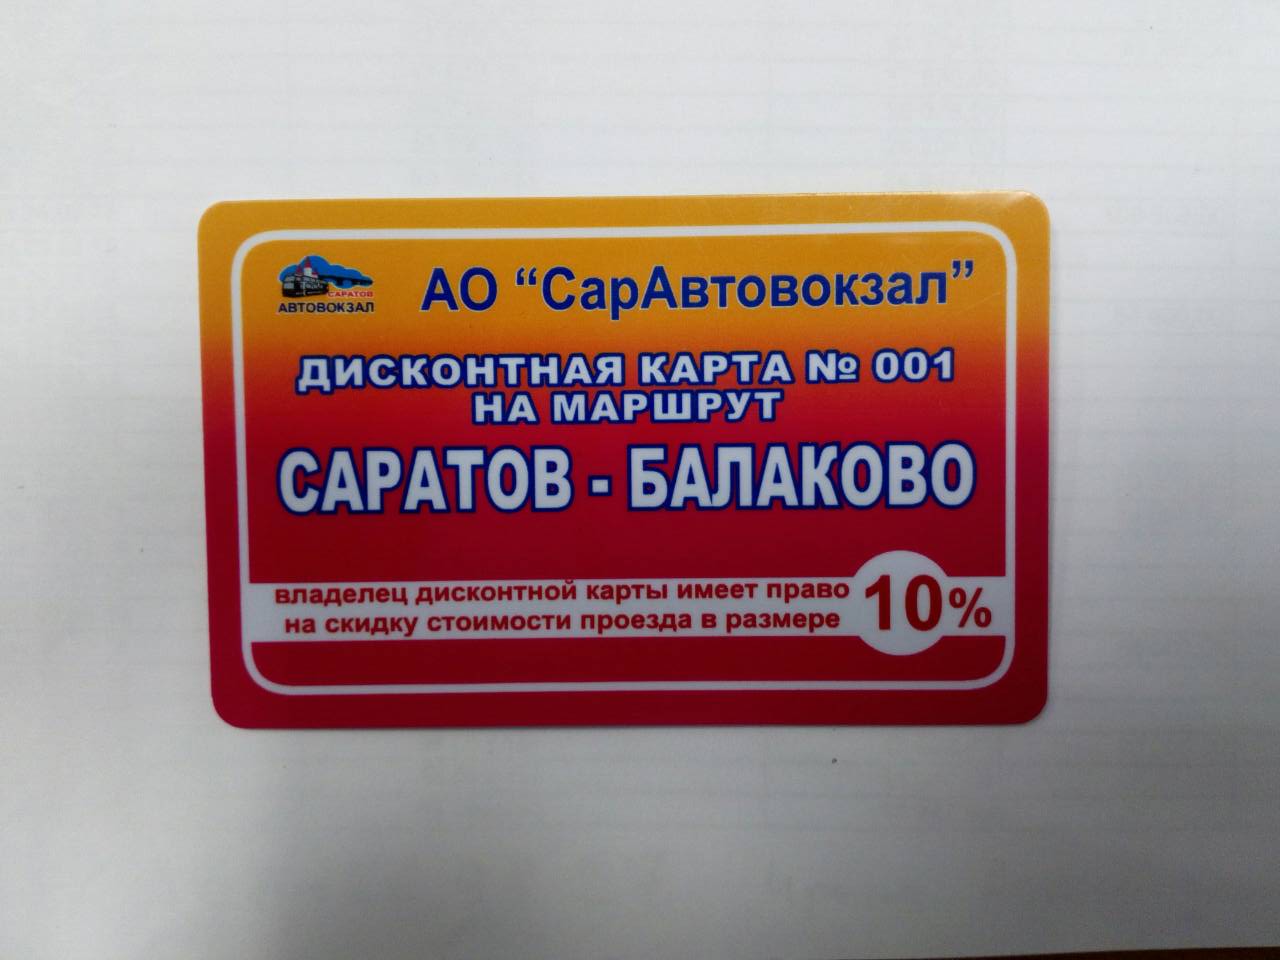 САРАТОВ
АВТОВОКЗАЛ
АО “СарАвтовокзал”
ДИСКОНТНАЯ КАРТА № 001
НА МАРШРУТ
САРАТОВ - БАЛАКОВО
владелец дисконтной карты имеет право
на скидку стоимости проезда в размере
10%